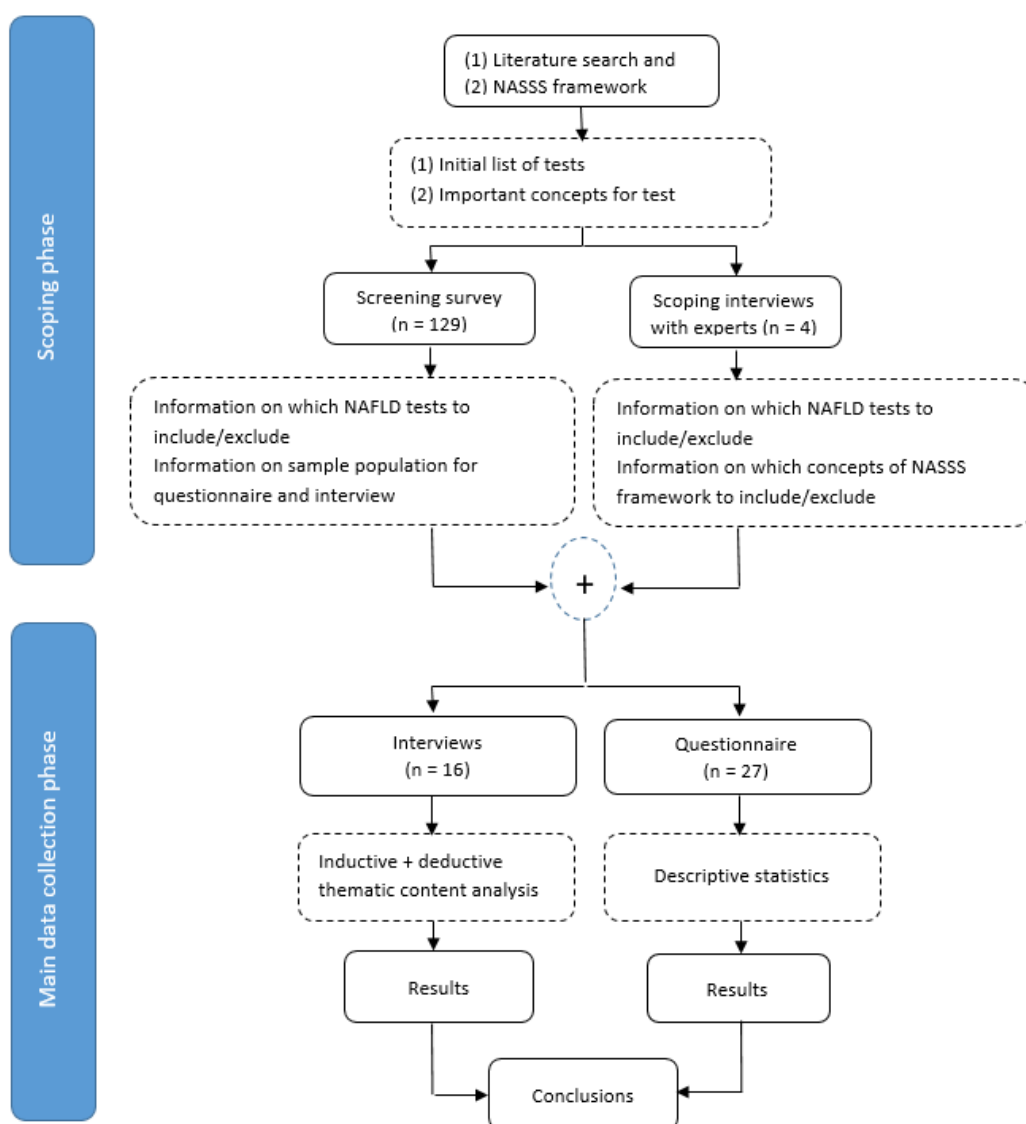 Scoping phase
(1) Literature search and
(2) NASSS framework
(1) Initial list of tests
(2) Important concepts for test
Screening survey
(n = 129)
Scoping interviews
with experts (n = 4)
Information on which NAFLD tests to
include/exclude
Information on sample population for
questionnaire and interview
Information on which NAFLD tests to
include/exclude
Information on which concepts of NASSS
framework to include/exclude
+
Main data collection phase
Interviews
(n = 16)
Questionnaire
(n = 27)
Inductive + deductive
thematic content analysis
Descriptive statistics
Results
Results
Conclusions